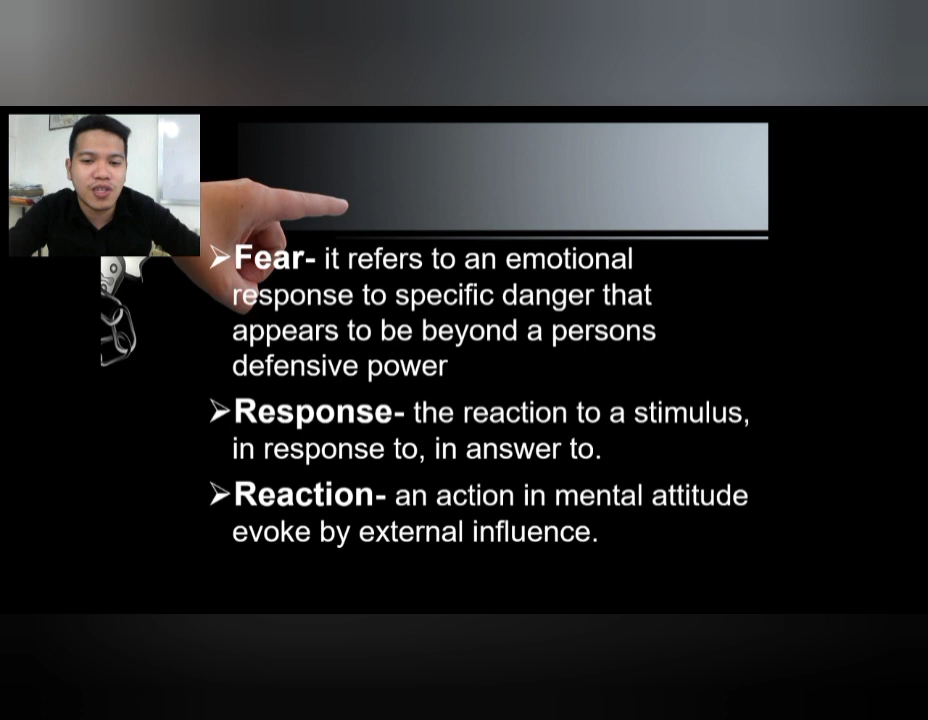 ➢Fear- it refers to an emotional
response to specific danger that
appears to be beyond a persons
defensive power
➢Response- the reaction to a stimulus,
in response to, in answer to.
➢Reaction- an action in mental attitude
evoke by external influence.